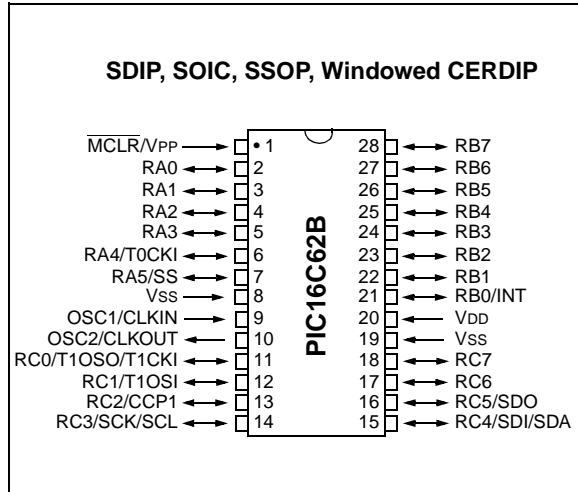 SDIP, SOIC, SSOP, Windowed CERDIP
MCLR/VPP • 1 28 RB7
RA0 2 27 RB6
RA1 3 26 RB5
RA2 4 25 RB4
RA3 5 24 RB3
RA4/T0CKI 6 23 RB2
RA5/SS 7 22 RB1
VSS 8 21 RB0/INT
OSC1/CLKIN 9 20 VDD
OSC2/CLKOUT 10 19 VSS
RC0/T1OSO/T1CKI 11 18 RC7
RC1/T1OSI 12 17 RC6
RC2/CCP1 13 16 RC5/SDO
RC3/SCK/SCL 14 15 RC4/SDI/SDA
PIC16C62B